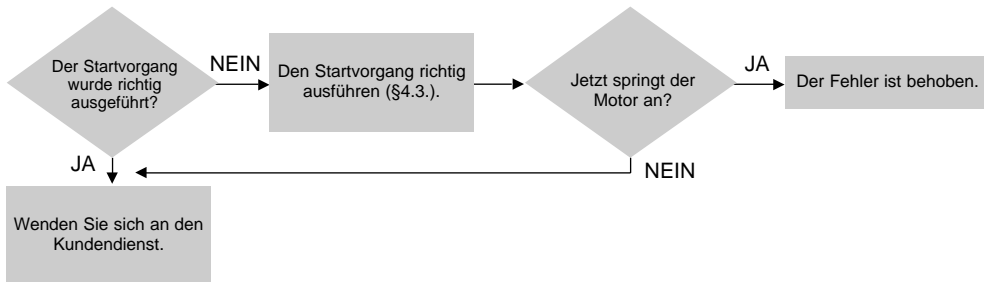 Der Startvorgang
wurde richtig
ausgeführt?
NEIN
Den Startvorgang richtig
ausführen (§4.3.).
Jetzt springt der
Motor an?
JA
Der Fehler ist behoben.
JA
NEIN
Wenden Sie sich an den
Kundendienst.